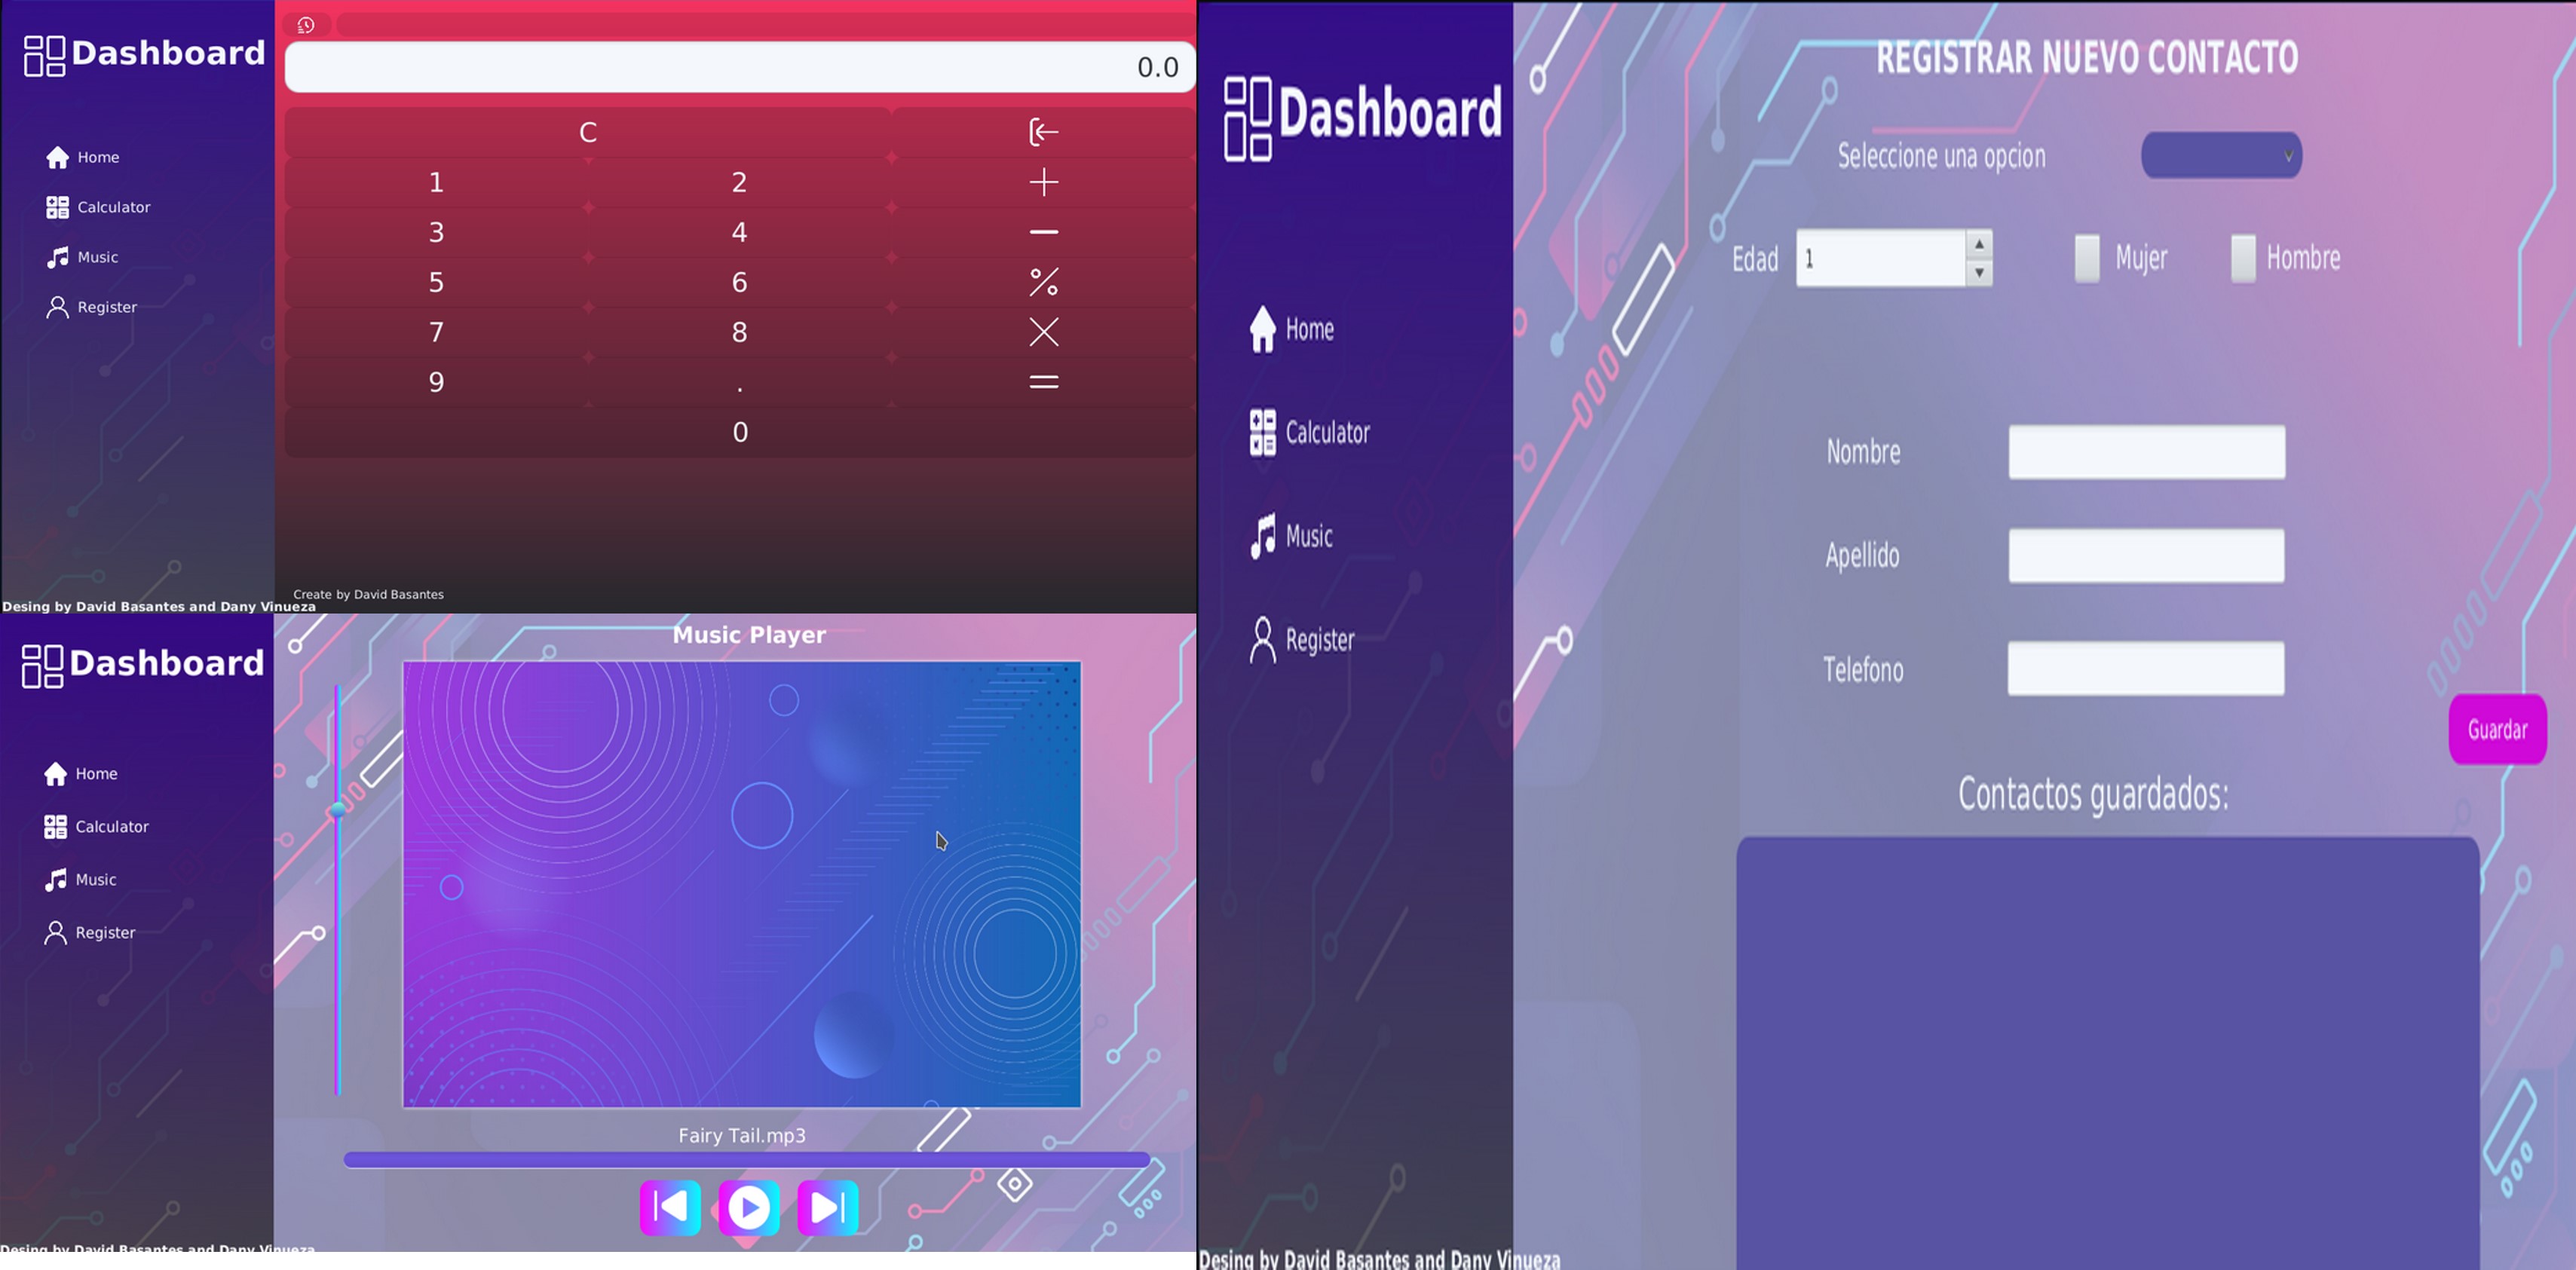 Dashboard
Home
Calculator
Music
Register
Desing by David Basantes and Dany Vinueza
0.0
C
1 2
3 4
5 6 %
7 8
9 . =
0
Create by David Basantes
Dashboard
Home
Calculator
Music
Register
Desing by David Basantes and Dany Vinueza
Music Player
Fairy Tail.mp3
Dashboard
Home
Calculator
Music
Register
Desing by David Basantes and Dany Vinueza
REGISTRAR NUEVO CONTACTO
Seleccione una opcion
Edad 1 Mujer Hombre
Nombre
Apellido
Telefono
Guardar
Contactos guardados: